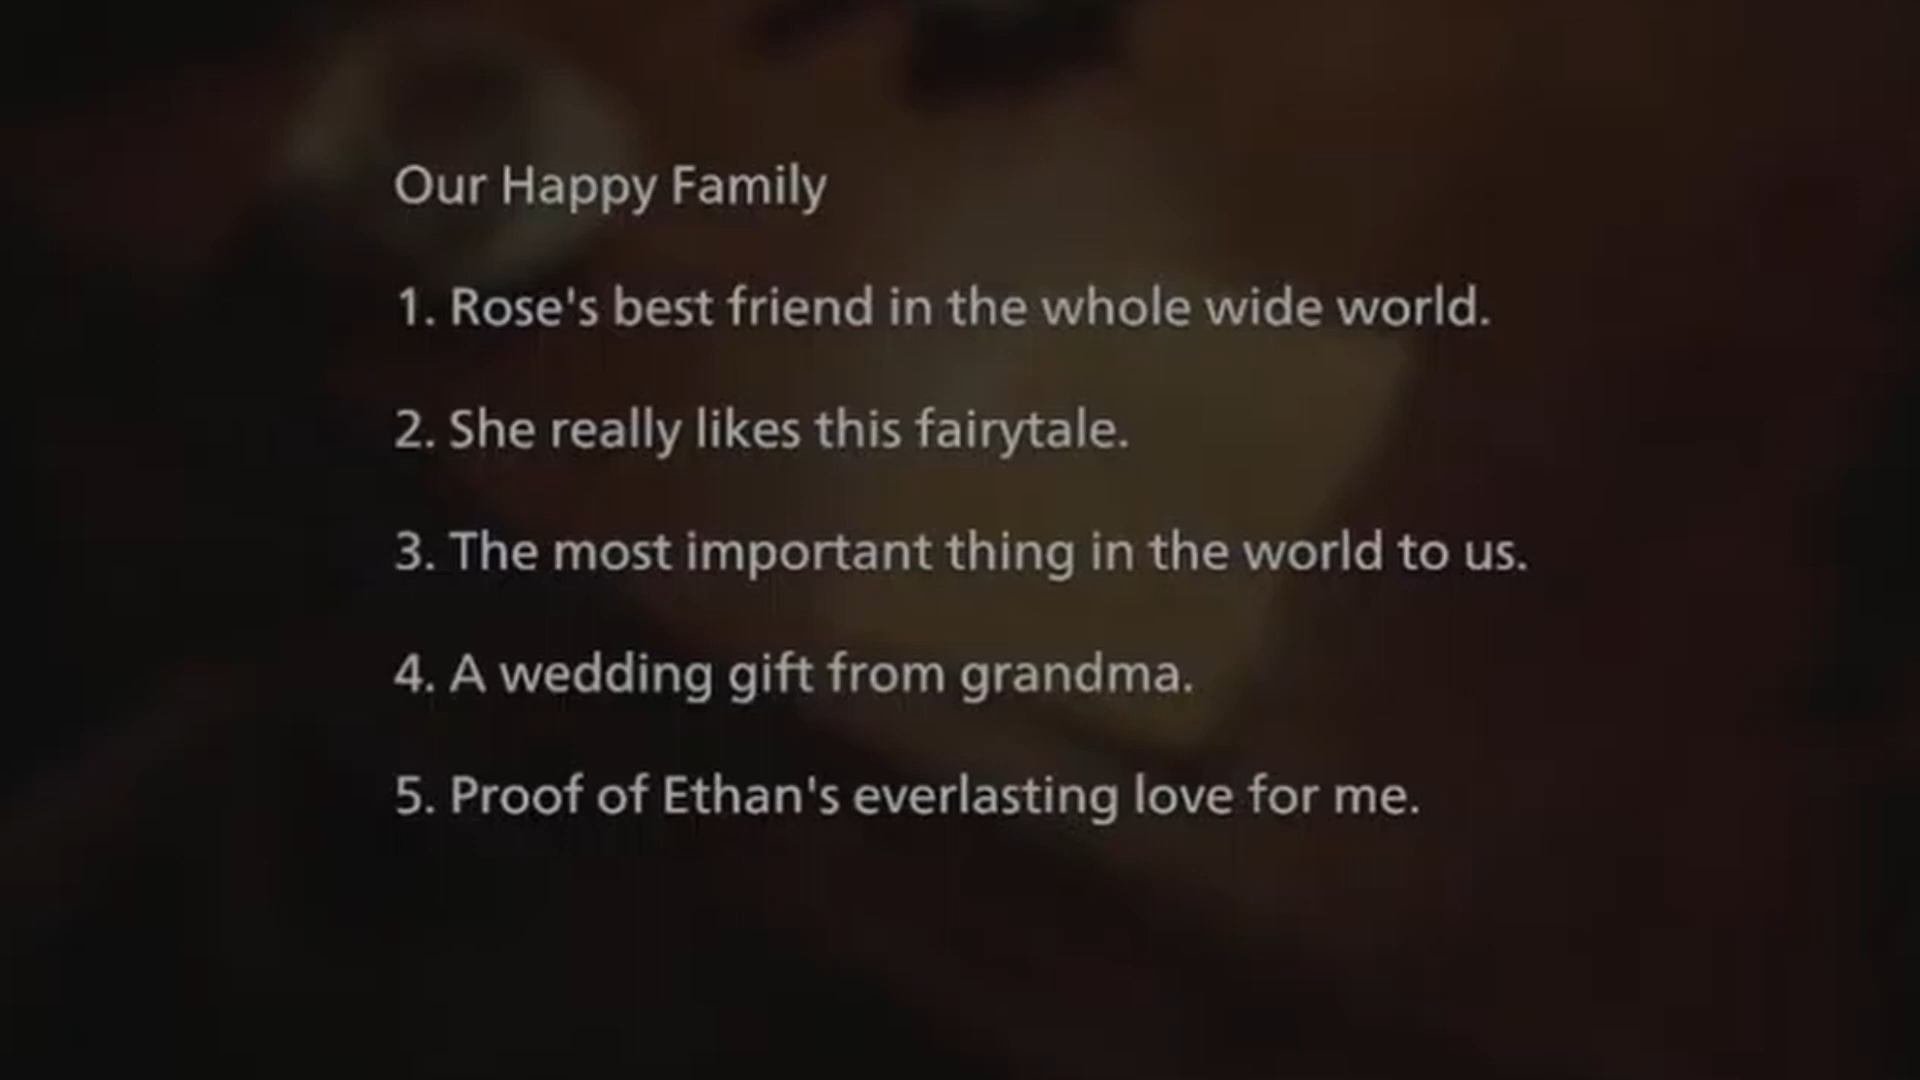 Our Happy Family
1. Rose's best friend in the whole wide world.
2. She really likes this fairytale.
3. The most important thing in the world to us.
4. A wedding gift from grandma.
5. Proof of Ethan's everlasting love for me.